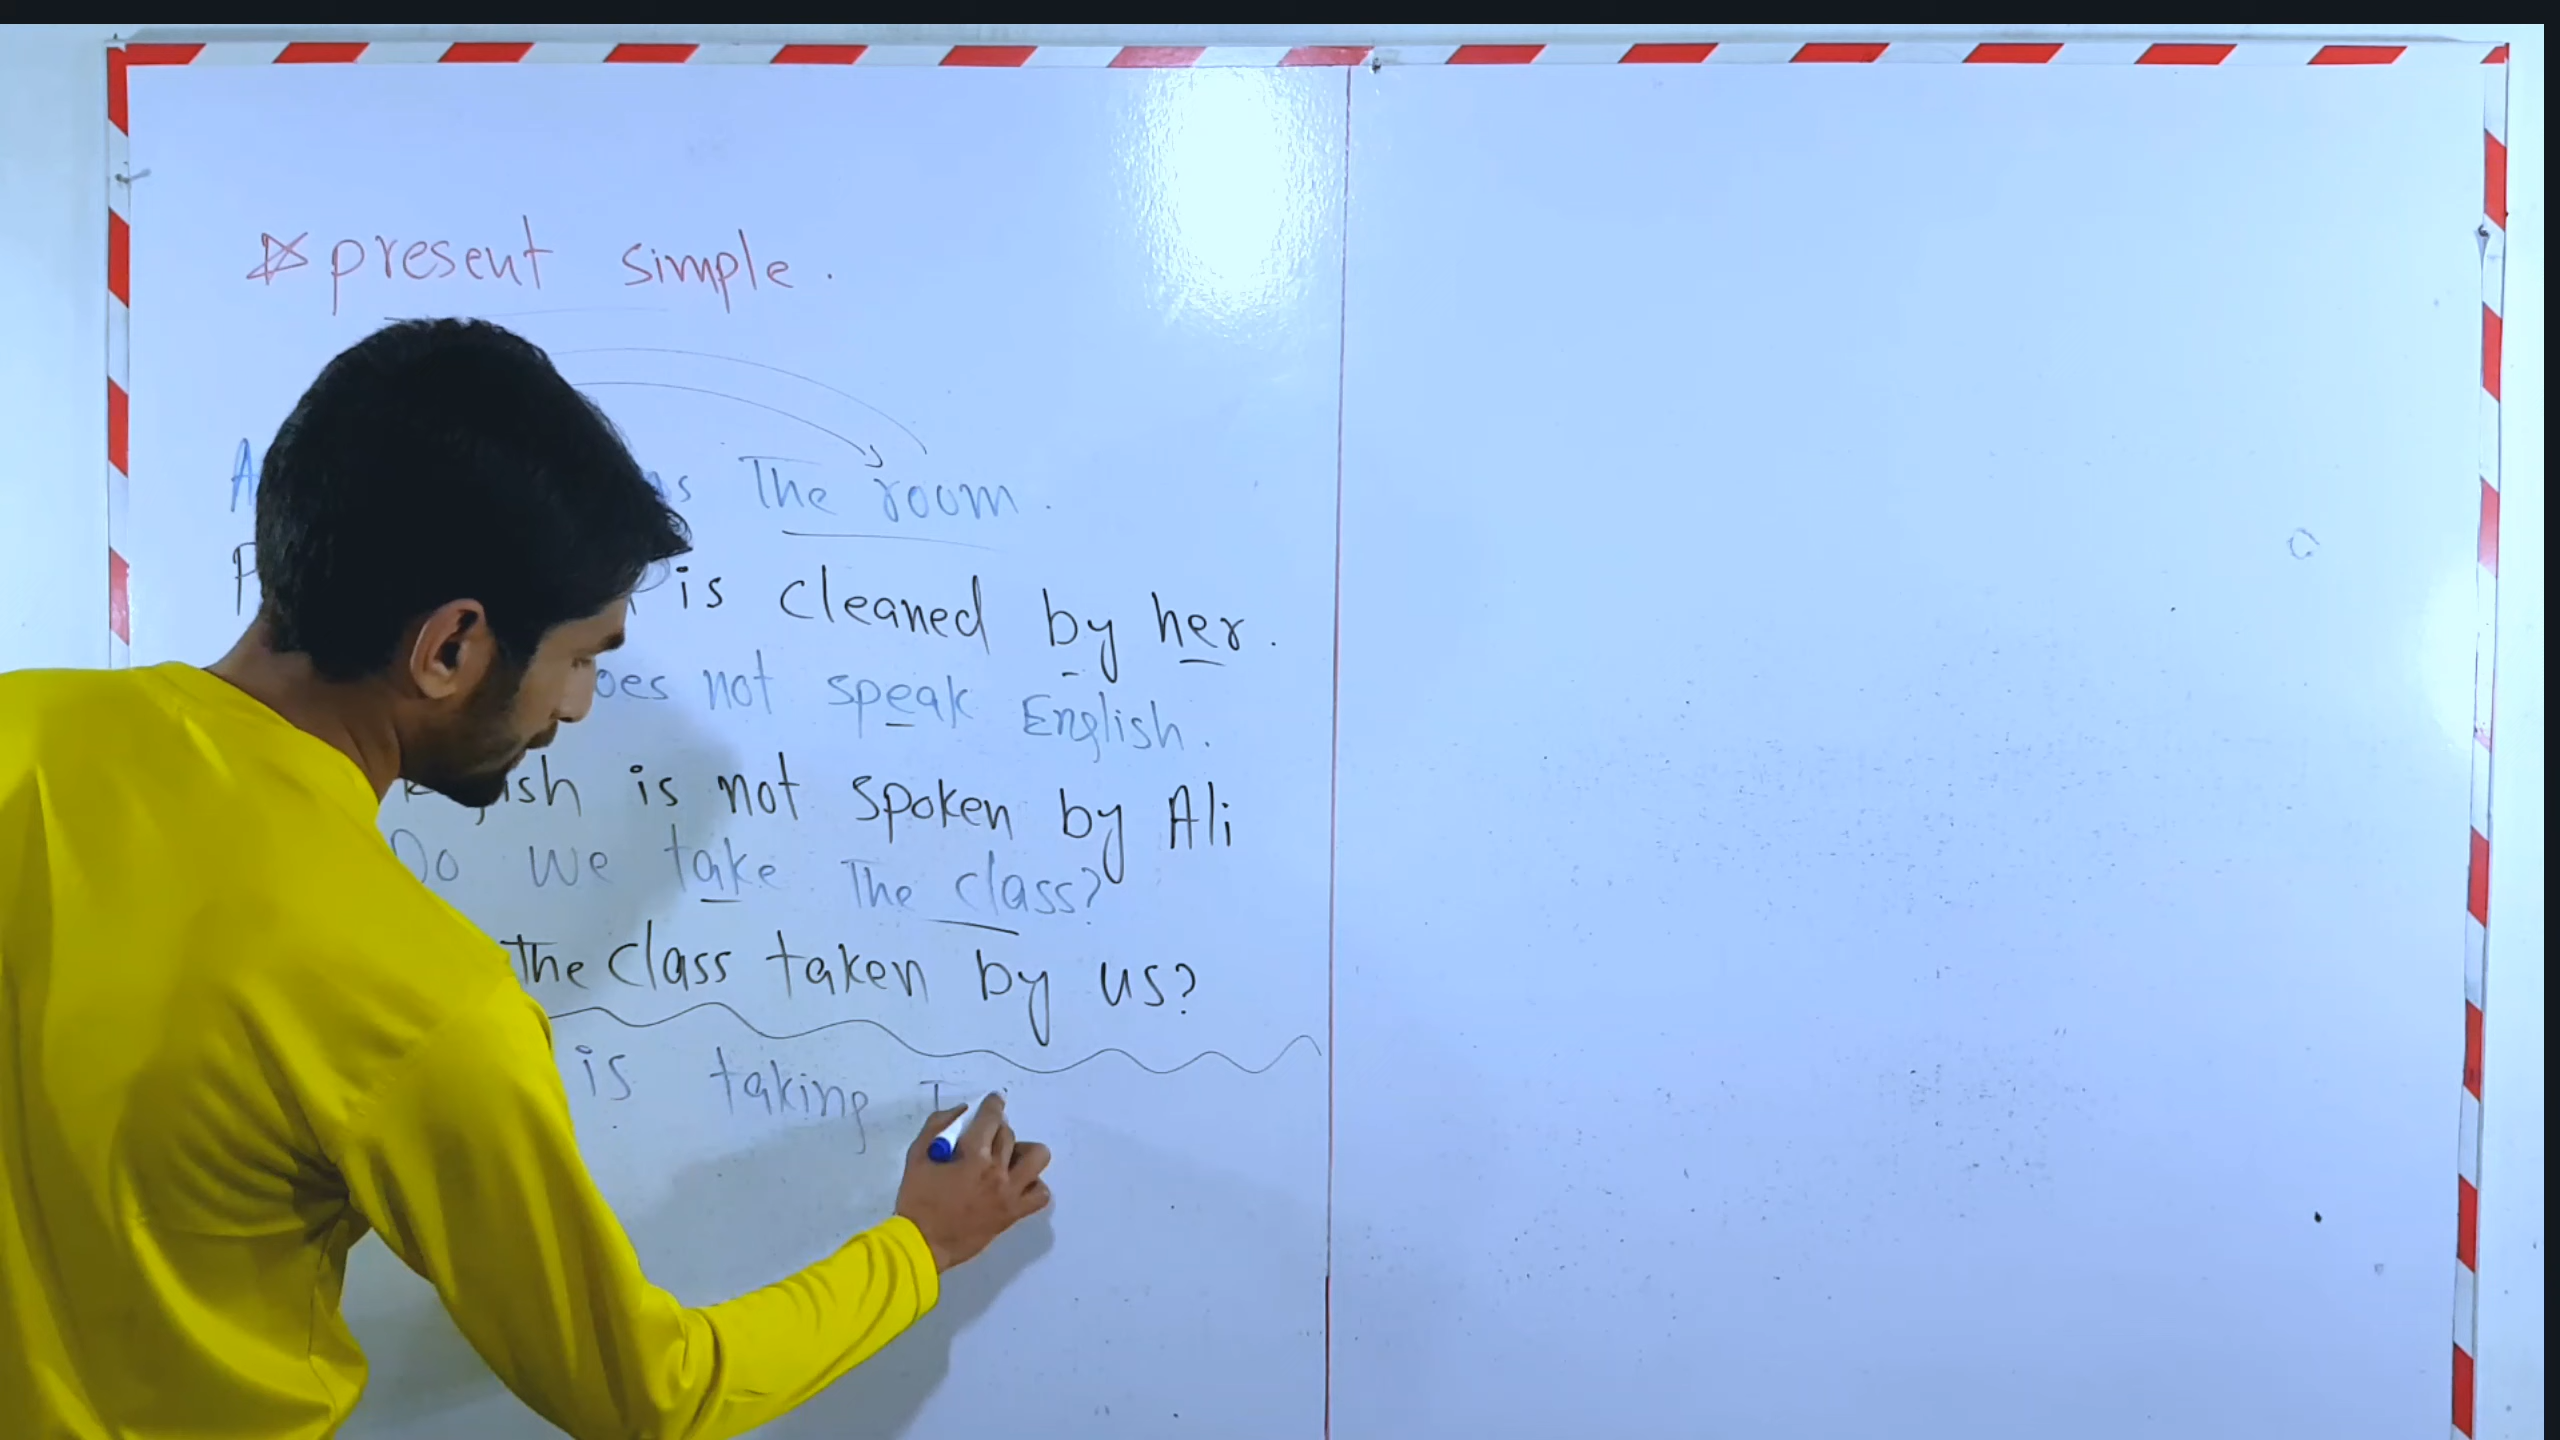 present simple.
The room.
is cleaned by her.
not speak English.
is not spoken by Ali
Do we take The class?
The class taken by us?
is taking